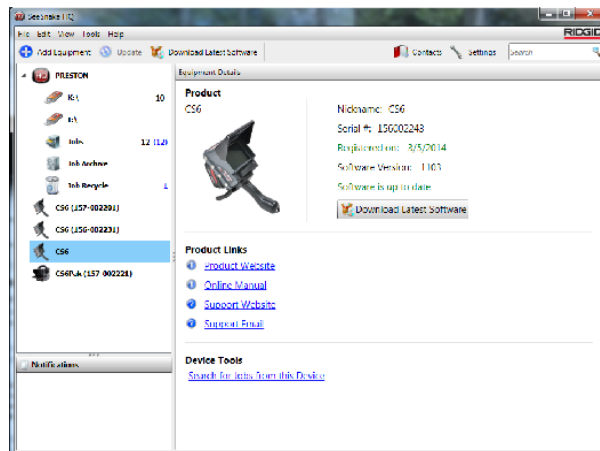 SeeSnake HQ
File Edit View Tools Help
RIDGID
Add Equipment Update Download Latest Software Contacts Settings Search
Equipment Details
PRESTON
K:\ 10
Jobs 12 (12)
Job Archive
Job Recycle 1
CS6 (157-002201)
CS6 (156-002231)
CS6
CS6Pak (157-002221)
Notifications
Product
CS6
Nickname: CS6
Serial #: 156002243
Registered on: 3/5/2014
Software Version: 1103
Software is up to date
Download Latest Software
Product Links
Product Website
Online Manual
Support Website
Support Email
Device Tools
Search for Jobs from this Device